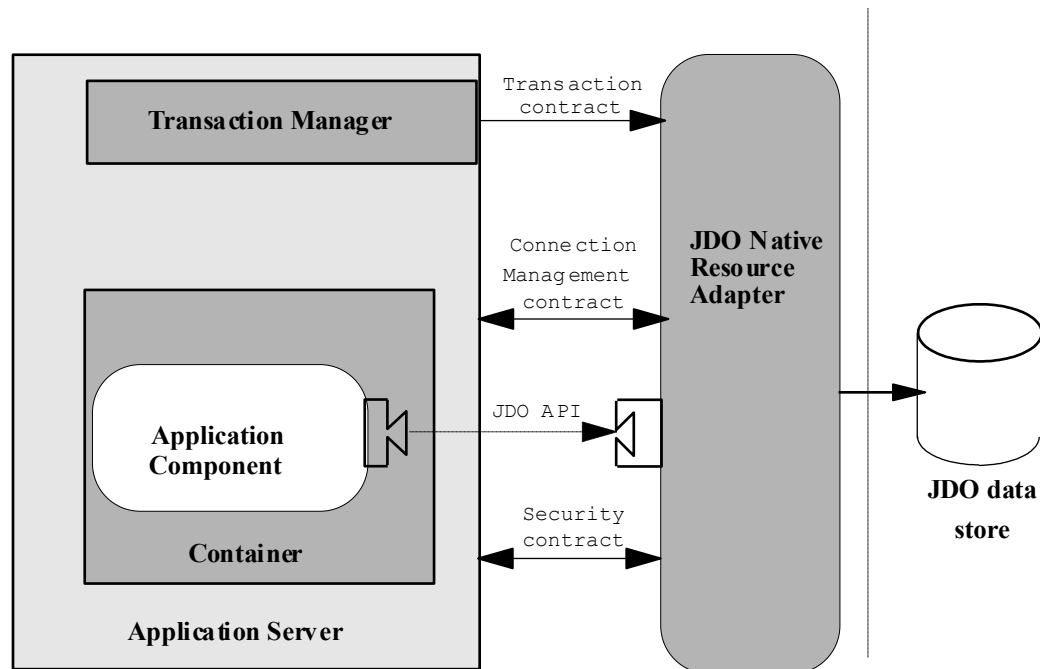 Transaction
contract
Transaction Manager
Connection
Management contract
JDO Native
Resource
Adapter
JDO API
Application
Component
Security
contract
Container
Application Server
JDO data
store